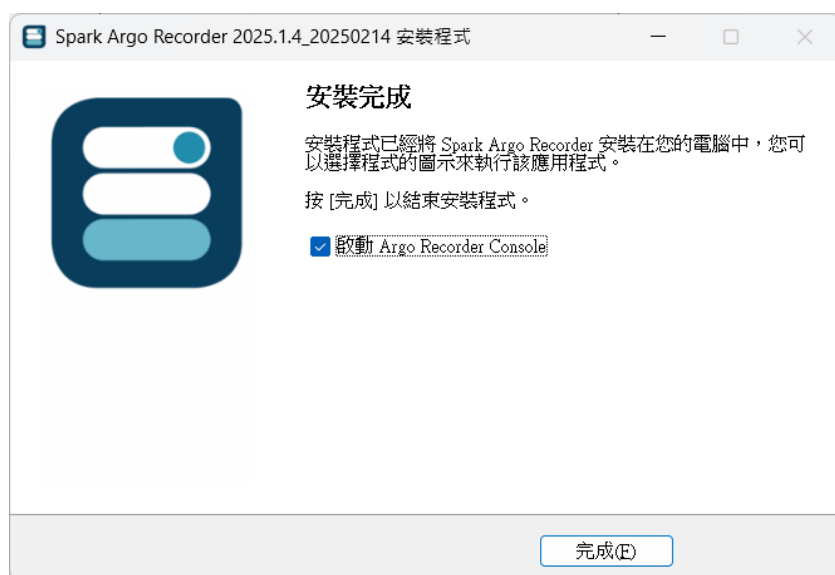 Spark Argo Recorder 2025.1.4_20250214 安裝程式
安裝完成
安裝程式已經將 Spark Argo Recorder 安裝在您的電腦中，您可
以選擇程式的圖示來執行該應用程式。
按 [完成] 以結束安裝程式。
啟動 Argo Recorder Console
完成(F)